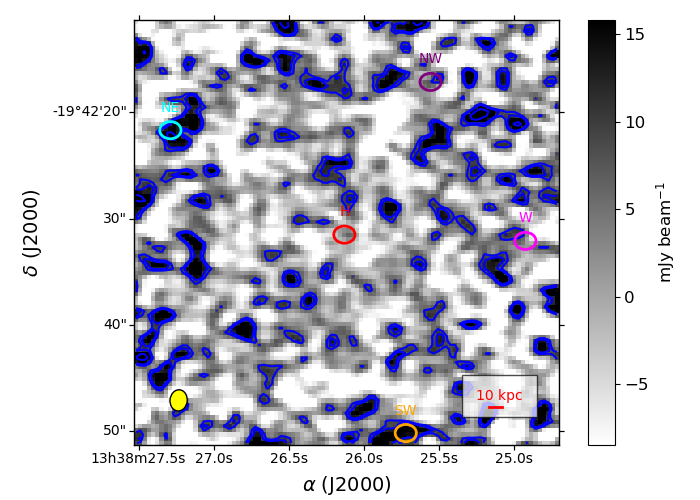 NW
NE
N
W
SW
10 kpc
-19°42'20"
30"
40"
50"
13h38m27.5s 27.0s 26.5s 26.0s 25.5s 25.0s
α (J2000)
δ (J2000)
15
10
5
0
−5
mJy beam⁻¹